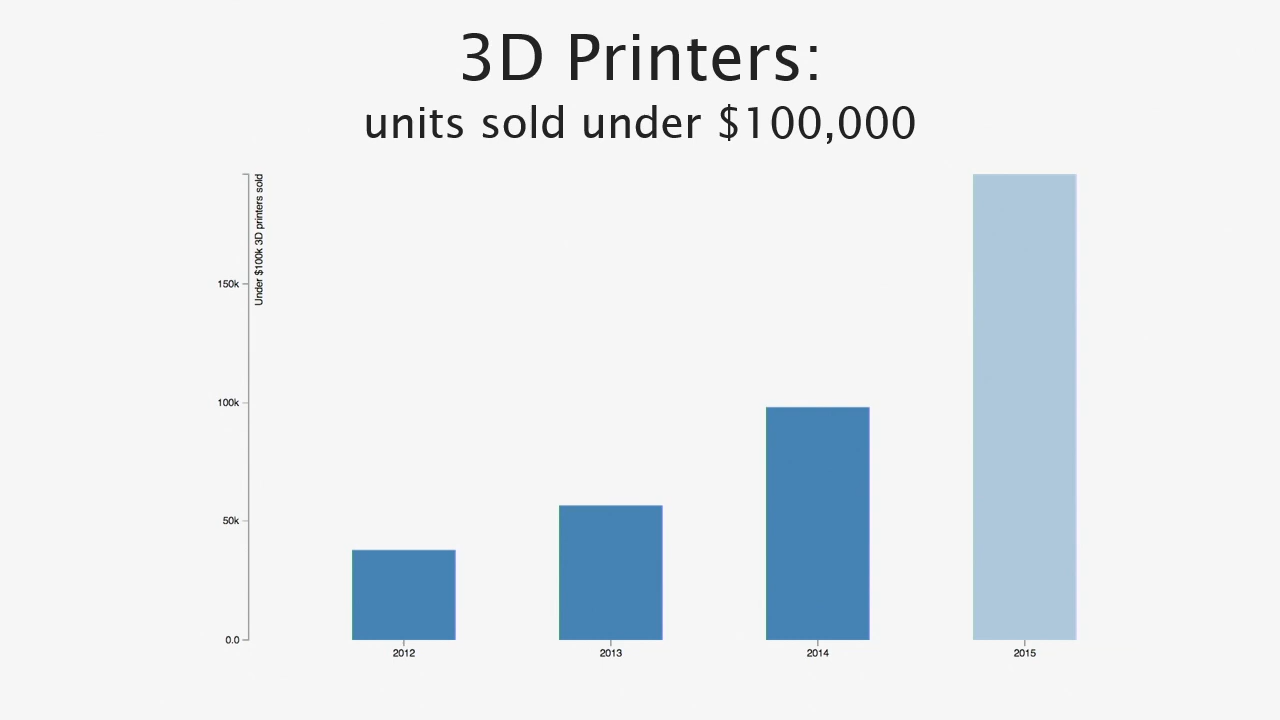 3D Printers:
units sold under $100,000
Under $100k 3D printers sold
150k
100k
50k
0.0
2012
2013
2014
2015